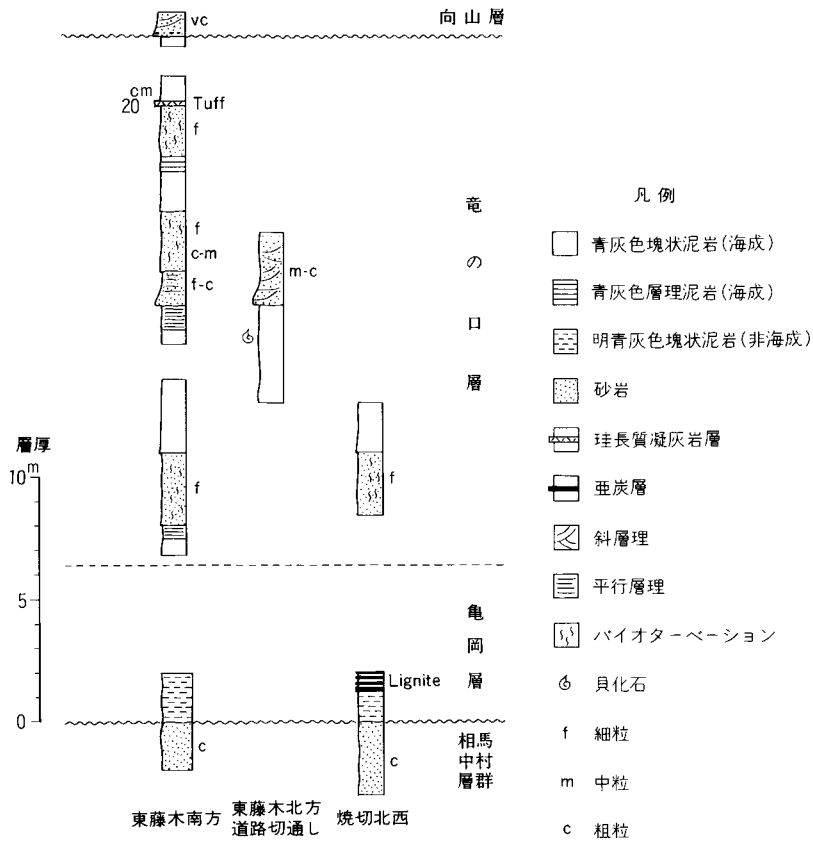 向山層
vc
cm
20
Tuff
f
f
c-m
f-c
m-c
竜の口層
層厚
10m
f
f
5
亀岡層
Lignite
0
c
c
相馬
中村
層群
東藤木南方
東藤木北方
道路切通し
焼切北西
凡例
青灰色塊状泥岩(海成)
青灰色層理泥岩(海成)
明青灰色塊状泥岩(非海成)
砂岩
珪長質凝灰岩層
亜炭層
斜層理
平行層理
バイオターベーション
貝化石
f 細粒
m 中粒
c 粗粒